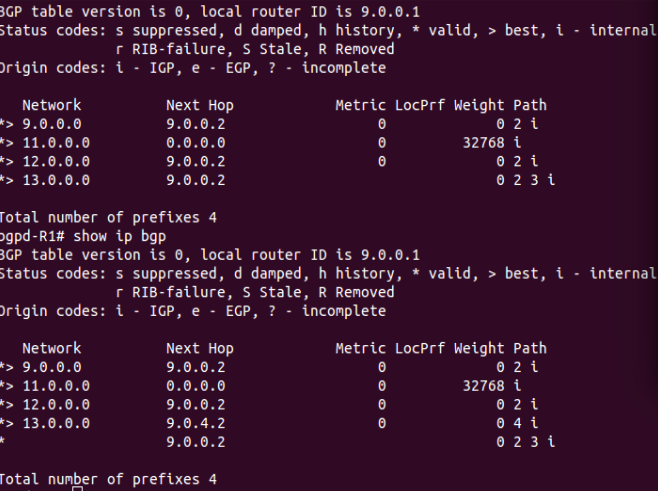 BGP table version is 0, local router ID is 9.0.0.1
Status codes: s suppressed, d damped, h history, * valid, > best, i - internal
r RIB-failure, S Stale, R Removed
Origin codes: i - IGP, e - EGP, ? - incomplete
Network Next Hop Metric LocPrf Weight Path
*> 9.0.0.0 9.0.0.2 0 0 2 i
*> 11.0.0.0 0.0.0.0 0 32768 i
*> 12.0.0.0 9.0.0.2 0 0 2 i
*> 13.0.0.0 9.0.0.2 0 2 3 i
Total number of prefixes 4
bgpd-R1# show ip bgp
BGP table version is 0, local router ID is 9.0.0.1
Status codes: s suppressed, d damped, h history, * valid, > best, i - internal
r RIB-failure, S Stale, R Removed
Origin codes: i - IGP, e - EGP, ? - incomplete
Network Next Hop Metric LocPrf Weight Path
*> 9.0.0.0 9.0.0.2 0 0 2 i
*> 11.0.0.0 0.0.0.0 0 32768 i
*> 12.0.0.0 9.0.0.2 0 0 2 i
*> 13.0.0.0 9.0.4.2 0 0 4 i
* 9.0.0.2 0 2 3 i
Total number of prefixes 4